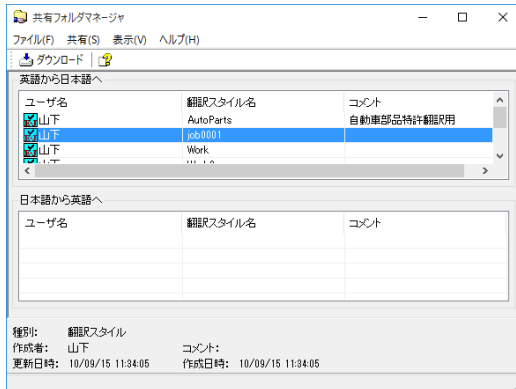 共有フォルダマネージャ
ファイル(F) 共有(S) 表示(V) ヘルプ(H)
ダウンロード
英語から日本語へ
ユーザ名 翻訳スタイル名 コメント
山下 AutoParts 自動車部品特許翻訳用
山下 job0001
山下 Work
日本語から英語へ
ユーザ名 翻訳スタイル名 コメント
種別: 翻訳スタイル
作成者: 山下 コメント:
更新日時: 10/09/15 11:34:05 作成日時: 10/09/15 11:34:05